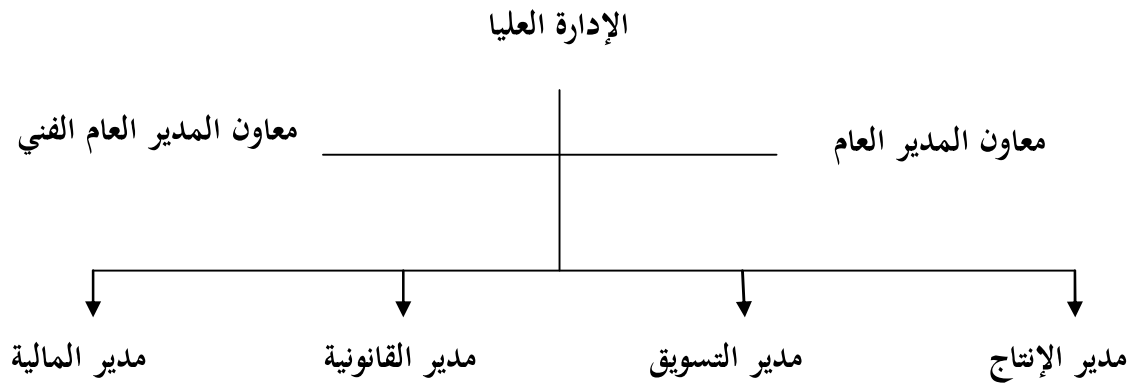 الإدارة العليا
معاون المدير العام
معاون المدير العام الفني
مدير الإنتاج
مدير التسويق
مدير القانونية
مدير المالية